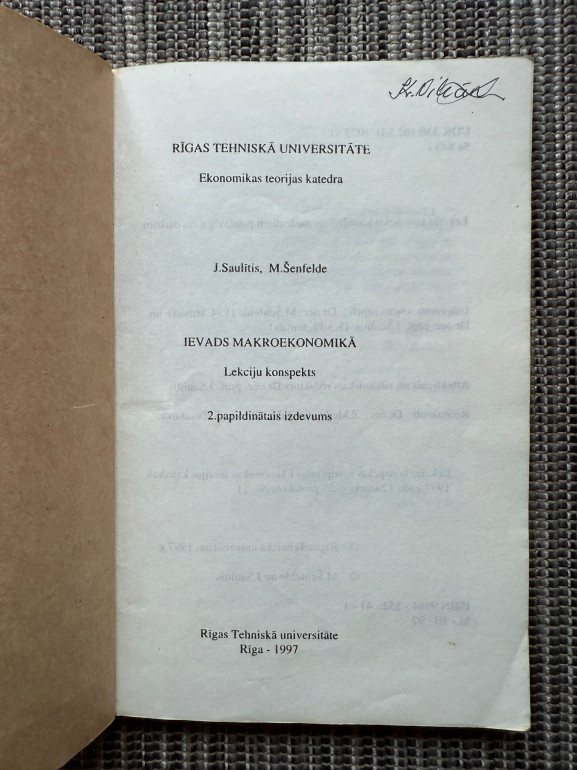 RĪGAS TEHNISKĀ UNIVERSITĀTE
Ekonomikas teorijas katedra
J.Saulītis, M.Šenfelde
IEVADS MAKROEKONOMIKĀ
Lekciju konspekts
2.papildinātais izdevums
Rīgas Tehniskā universitāte
Rīga - 1997